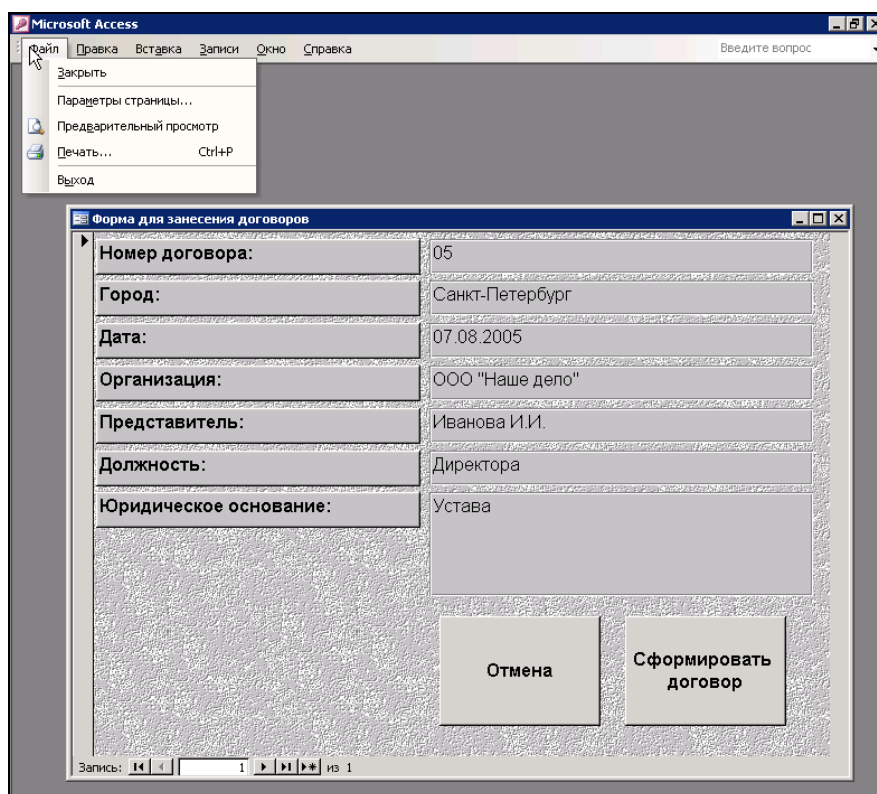 Microsoft Access
Файл Правка Вставка Записи Окно Справка Введите вопрос
Закрыть
Параметры страницы...
Предварительный просмотр
Печать... Ctrl+P
Выход
Форма для занесения договоров
Номер договора: 05
Город: Санкт-Петербург
Дата: 07.08.2005
Организация: ООО "Наше дело"
Представитель: Иванова И.И.
Должность: Директора
Юридическое основание: Устава
Отмена
Сформировать
договор
Запись: 1 из 1